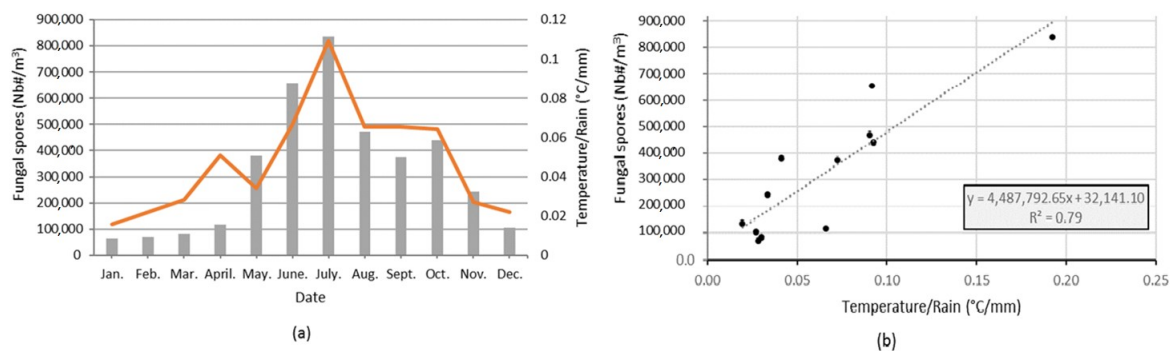 900,000
800,000
700,000
600,000
500,000
400,000
300,000
200,000
100,000
0
Fungal spores (Nb#/m³)
0.12
0.1
0.08
0.06
0.04
0.02
0
Temperature/Rain (°C/mm)
Jan. Feb. Mar. April. May. June. July. Aug. Sept. Oct. Nov. Dec.
Date
(a)
900,000
800,000
700,000
600,000
500,000
400,000
300,000
200,000
100,000
0.0
Fungal spores (Nb#/m³)
y = 4,487,792.65x + 32,141.10
R² = 0.79
0.00 0.05 0.10 0.15 0.20 0.25
Temperature/Rain (°C/mm)
(b)